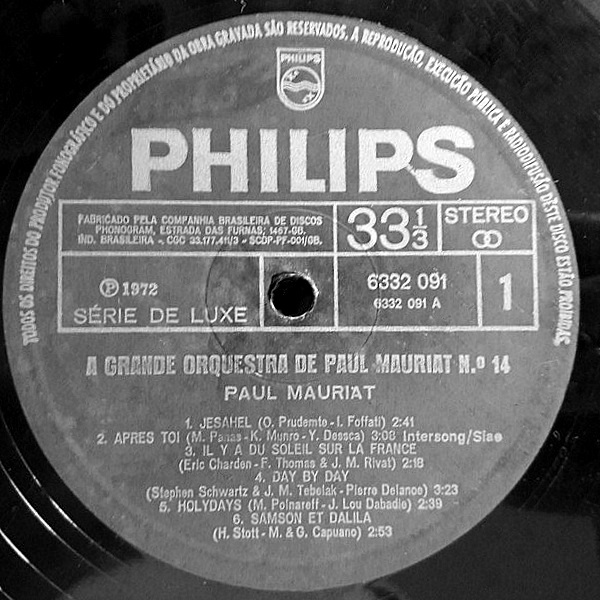 TODOS OS DIREITOS DO PRODUTOR FONOGRÁFICO E DO PROPRIETÁRIO DA OBRA GRAVADA SÃO RESERVADOS. A REPRODUÇÃO, EXECUÇÃO PÚBLICA E RADIODIFUSÃO DÊSTE DISCO ESTÃO PROIBIDAS.
PHILIPS
PHILIPS
FABRICADO PELA COMPANHIA BRASILEIRA DE DISCOS
PHONOGRAM, ESTRADA DAS FURNAS, 1467-GB.
IND. BRASILEIRA - CGC 33.177.411/3 - SCDP-PF-001/GB.
33 1/3
STEREO
℗ 1972
SÉRIE DE LUXE
6332 091
6332 091 A
1
A GRANDE ORQUESTRA DE PAUL MAURIAT N.º 14
PAUL MAURIAT
1. JESAHEL (O. Prudemte - I. Foffati) 2:41
2. APRES TOI (M. Panas - K. Munro - Y. Dessca) 3:08 Intersong/Siae
3. IL Y A DU SOLEIL SUR LA FRANCE
(Eric Charden - F. Thomas & J. M. Rivat) 2:18
4. DAY BY DAY
(Stephen Schwartz & J. M. Tebelak - Pierre Delanoe) 3:23
5. HOLYDAYS (M. Polnareff - J. Lou Dabadie) 2:39
6. SAMSON ET DALILA
(H. Stott - M. & G. Capuano) 2:53